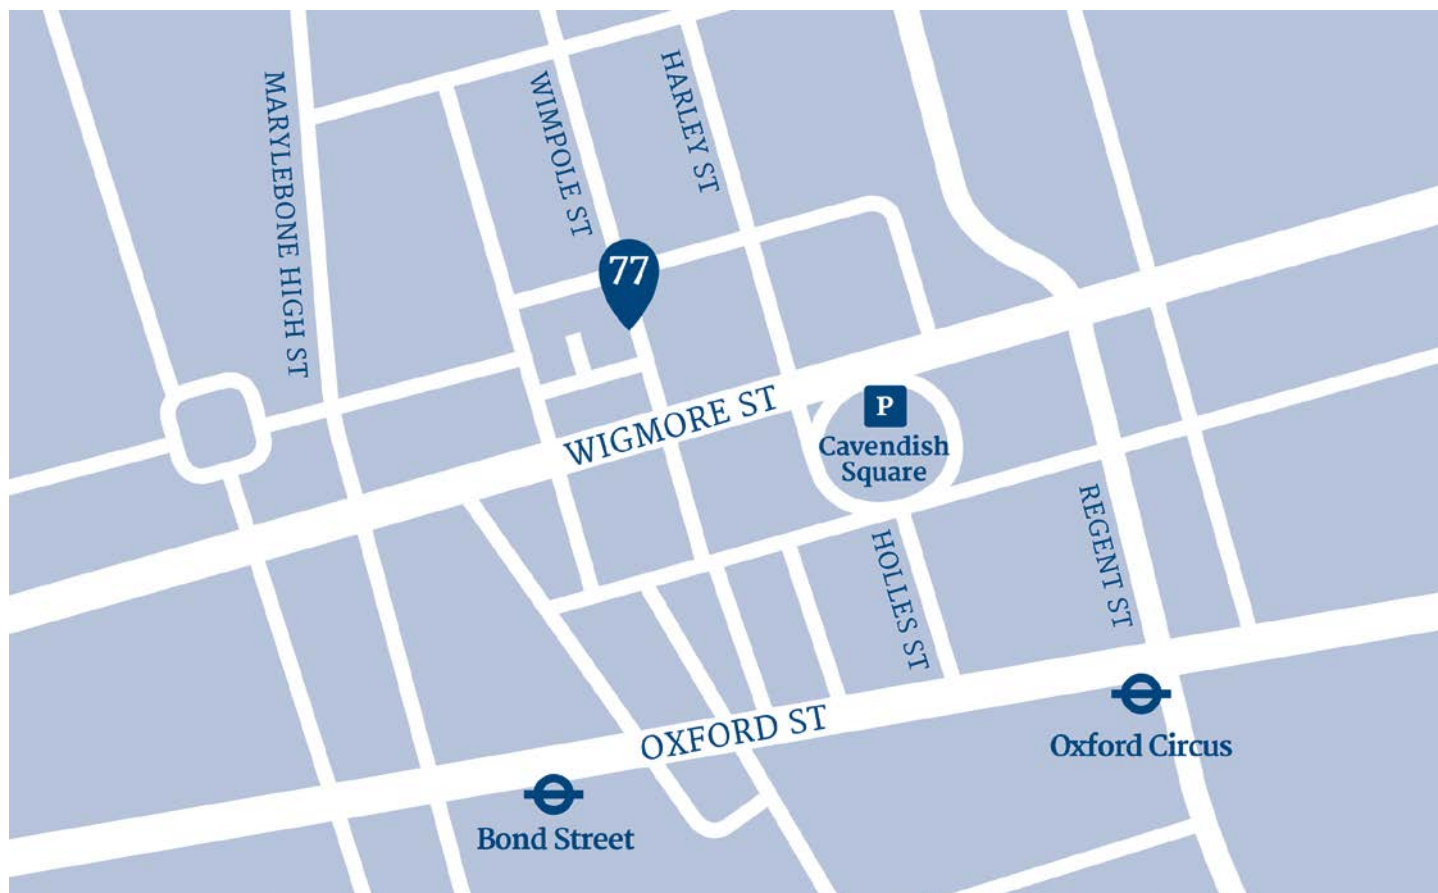 MARYLEBONE HIGH ST
WIMPOLE ST
HARLEY ST
77
WIGMORE ST
P
Cavendish
Square
HOLLES ST
REGENT ST
OXFORD ST
Oxford Circus
Bond Street